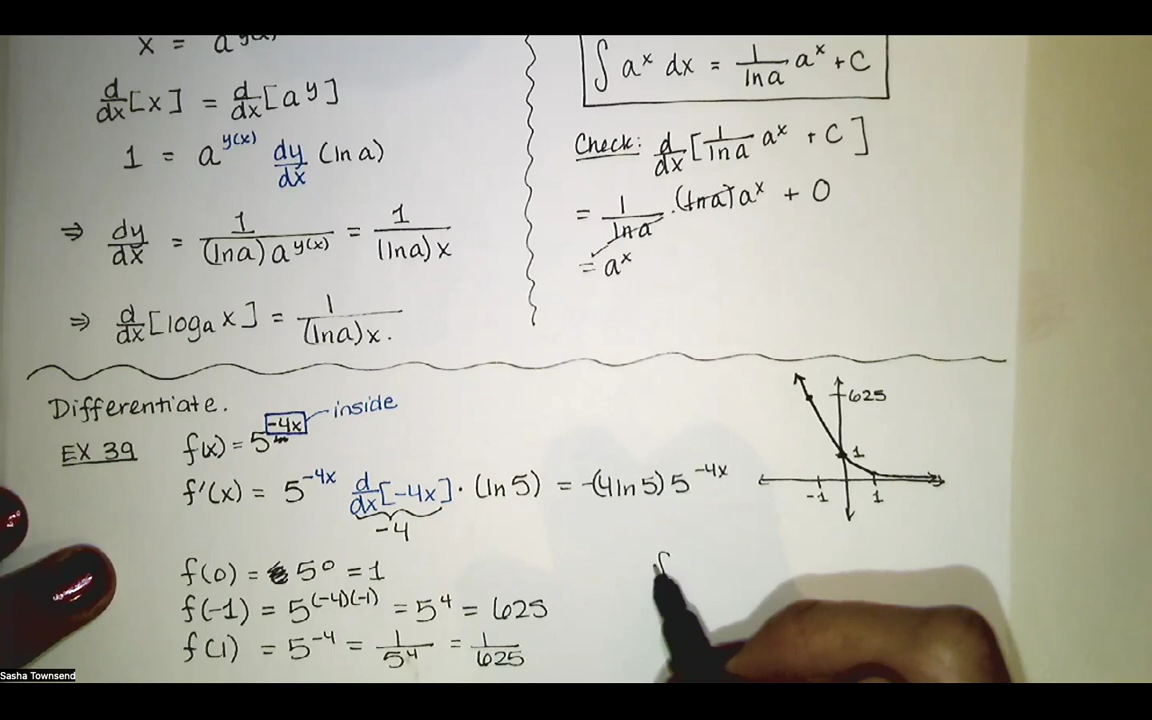 x = a^y(x)
d/dx [x] = d/dx [a^y]
1 = a^y(x) dy/dx (ln a)
⇒ dy/dx = 1/((ln a) a^y(x)) = 1/((ln a) x)
⇒ d/dx [log_a x] = 1/((ln a) x).
∫ a^x dx = 1/(ln a) a^x + C
Check: d/dx [1/(ln a) a^x + C]
= 1/(ln a) · (ln a) a^x + 0
= a^x
Differentiate.
EX 39 f(x) = 5^-4x inside
f'(x) = 5^-4x d/dx [-4x] · (ln 5) = -(4 ln 5) 5^-4x
-4
f(0) = 5^0 = 1
f(-1) = 5^(-4)(-1) = 5^4 = 625
f(1) = 5^-4 = 1/5^4 = 1/625
625
1
-1 1
Sasha Townsend